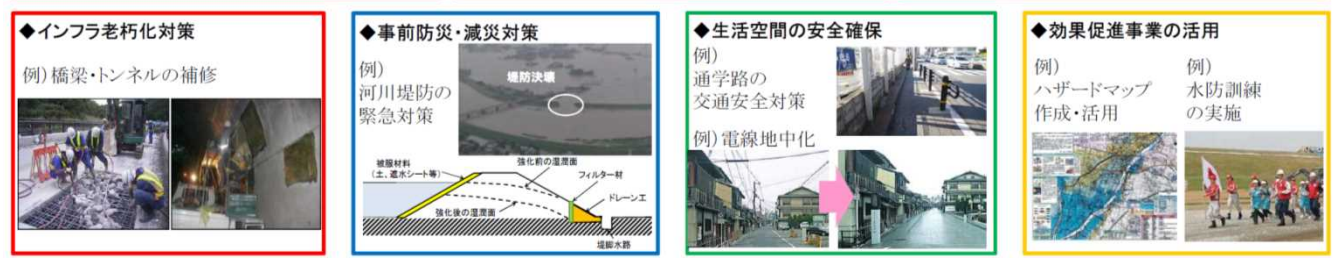 ◆インフラ老朽化対策
例)橋梁・トンネルの補修
◆事前防災・減災対策
例)
河川堤防の
緊急対策
堤防決壊
被服材料
(土、遮水シート等)
強化前の湿潤面
フィルター材
ドレーン工
強化後の湿潤面
堤脚水路
◆生活空間の安全確保
例)
通学路の
交通安全対策
例)電線地中化
◆効果促進事業の活用
例)
ハザードマップ
作成・活用
例)
水防訓練
の実施